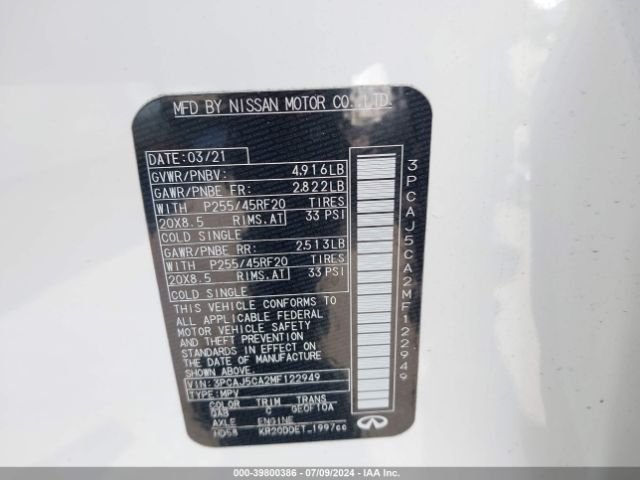 MFD BY NISSAN MOTOR CO., LTD.
DATE: 03/21
GVWR/PNBV: 4.916LB
GAWR/PNBE FR: 2.822LB
WITH P255/45RF20 TIRES
20X8.5 RIMS.AT 33 PSI
COLD SINGLE
GAWR/PNBE RR: 2.513LB
WITH P255/45RF20 TIRES
20X8.5 RIMS.AT 33 PSI
COLD SINGLE
THIS VEHICLE CONFORMS TO
ALL APPLICABLE FEDERAL
MOTOR VEHICLE SAFETY
AND THEFT PREVENTION
STANDARDS IN EFFECT ON
THE DATE OF MANUFACTURE
SHOWN ABOVE.
VIN: 3PCAJ5CA2MF122949
TYPE: MPV
COLOR TRIM TRANS
QAB C GEOF10A
AXLE ENGINE
HD58 KR20DDET 1997cc
3PCAJ5CA2MF122949
000-39800386 / 07/09/2024 - IAA Inc.